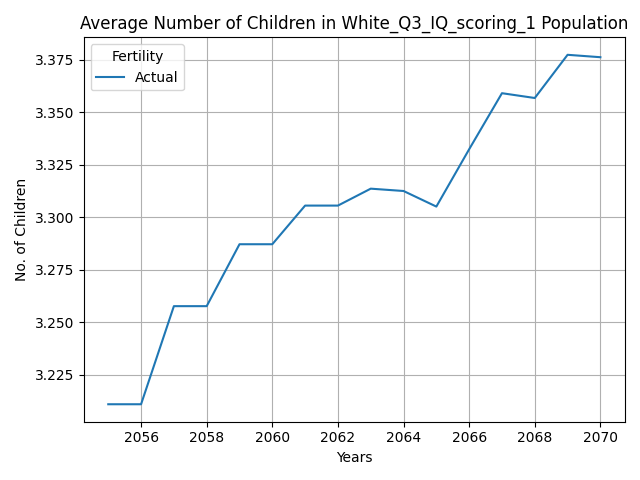 Average Number of Children in White_Q3_IQ_scoring_1 Population
Fertility
Actual
No. of Children
3.375
3.350
3.325
3.300
3.275
3.250
3.225
2056 2058 2060 2062 2064 2066 2068 2070
Years